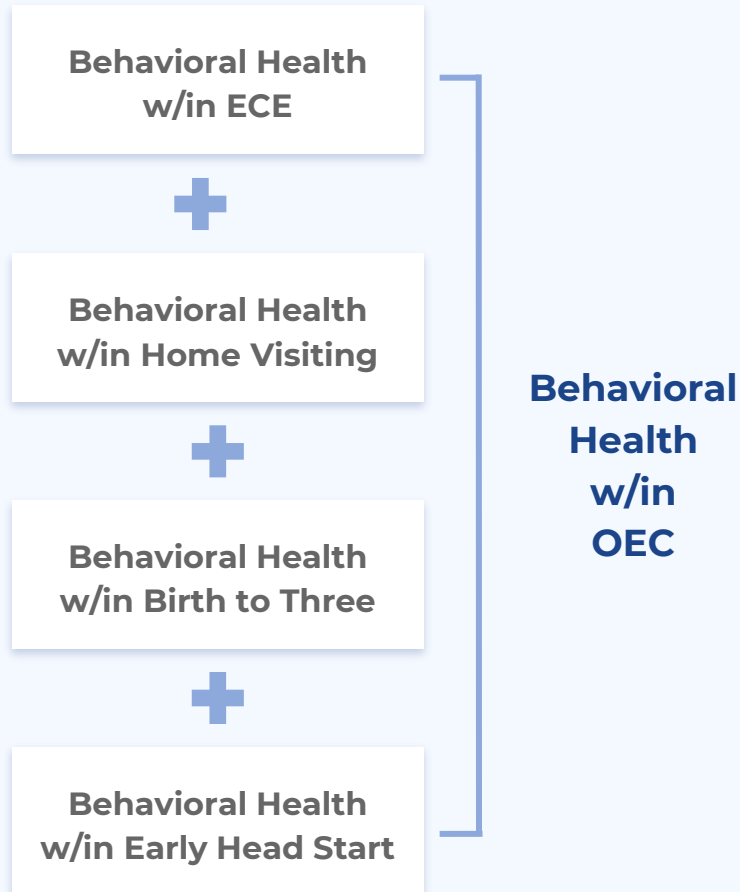 Behavioral Health
w/in ECE
Behavioral Health
w/in Home Visiting
Behavioral Health
w/in Birth to Three
Behavioral Health
w/in Early Head Start
Behavioral
Health
w/in
OEC